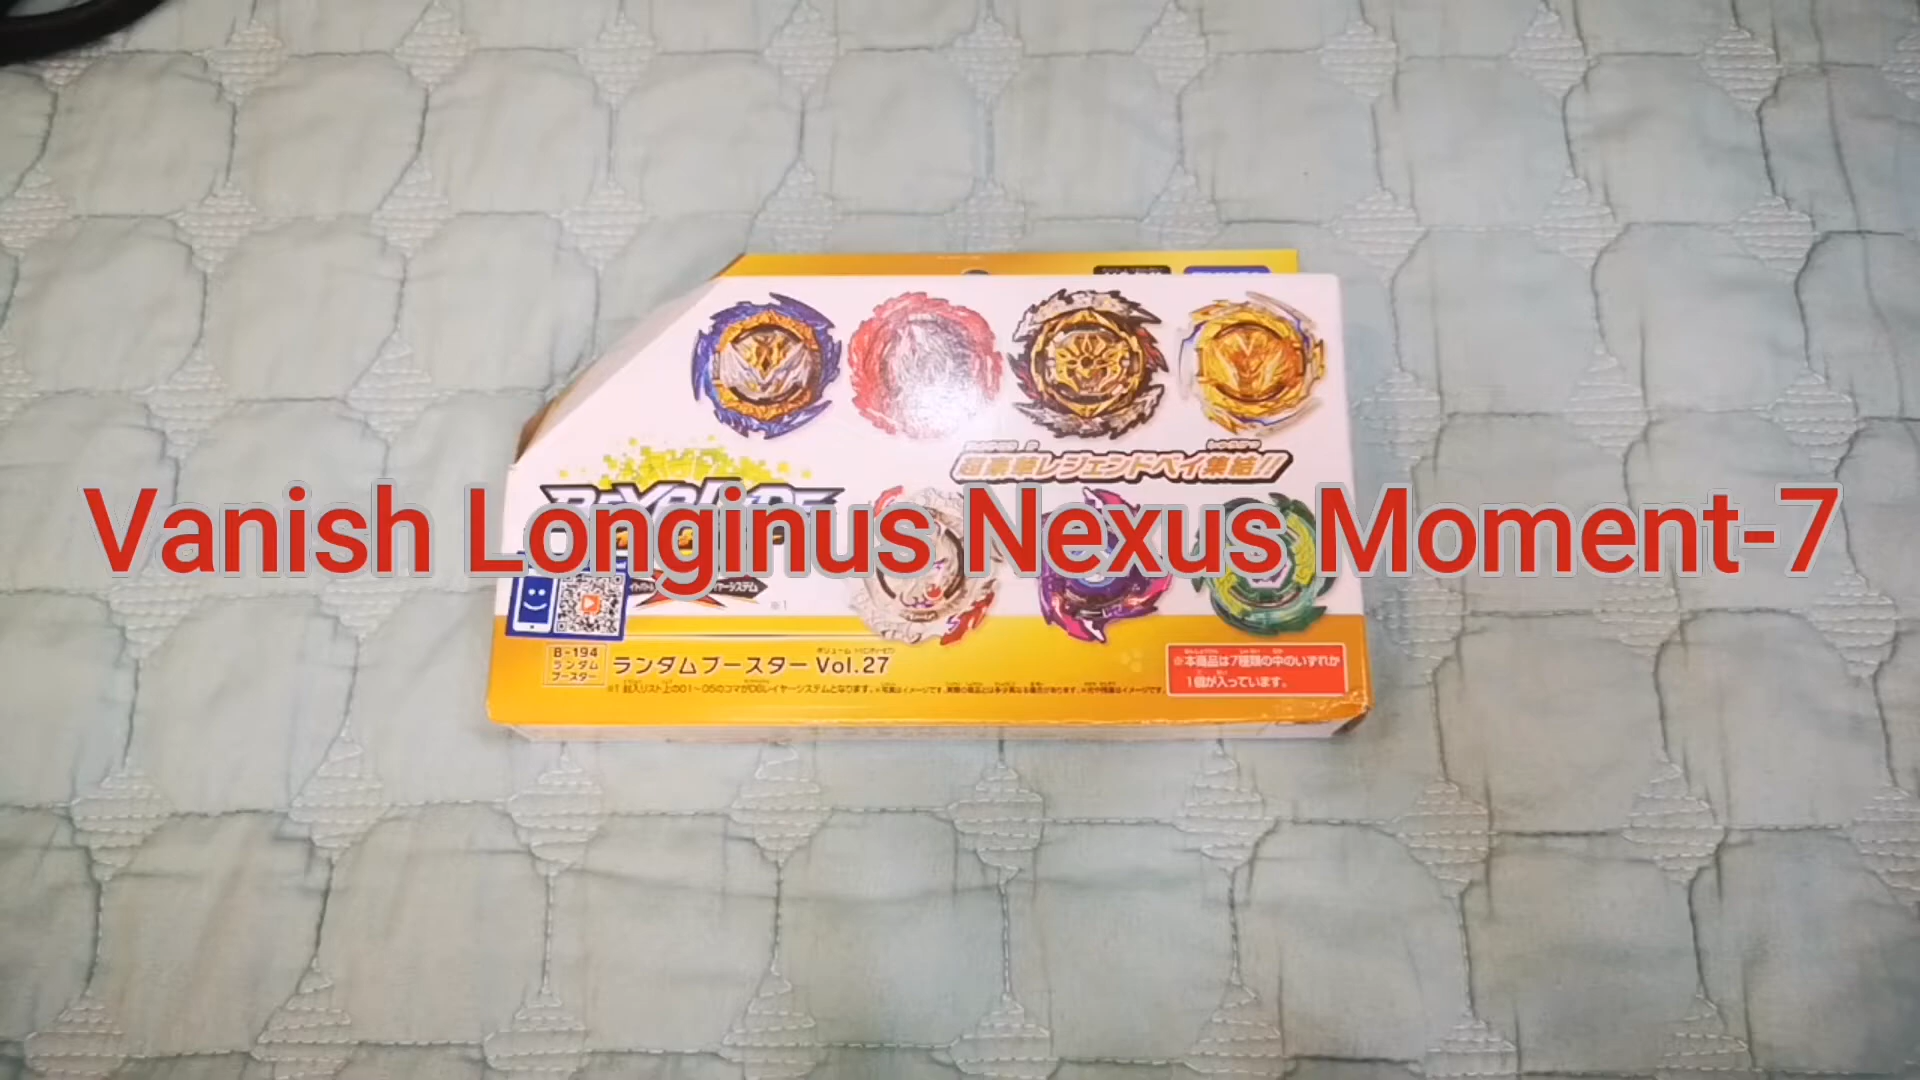 超豪華レジェンドベイ集結!!
BEYBLADE
Vanish Longinus Nexus Moment-7
※1
B-194
ランダム
ブースター
ランダムブースター Vol.27
※本商品は7種類の中のいずれか
1個が入っています。